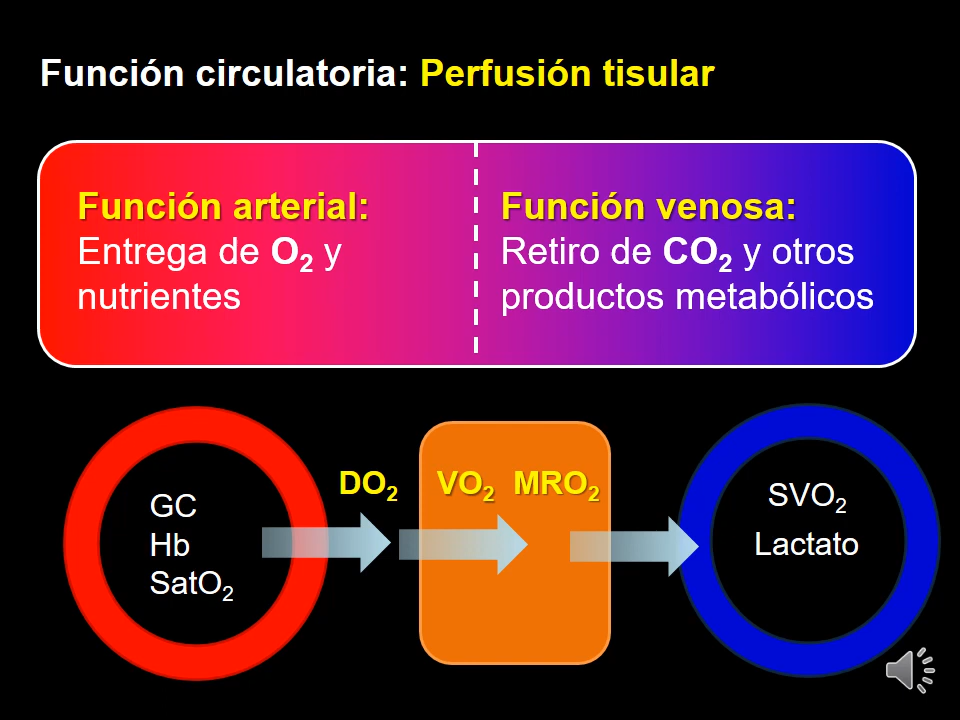 Función circulatoria: Perfusión tisular
Función arterial:
Entrega de O₂ y
nutrientes
Función venosa:
Retiro de CO₂ y otros
productos metabólicos
GC
Hb
SatO₂
DO₂
VO₂ MRO₂
SVO₂
Lactato